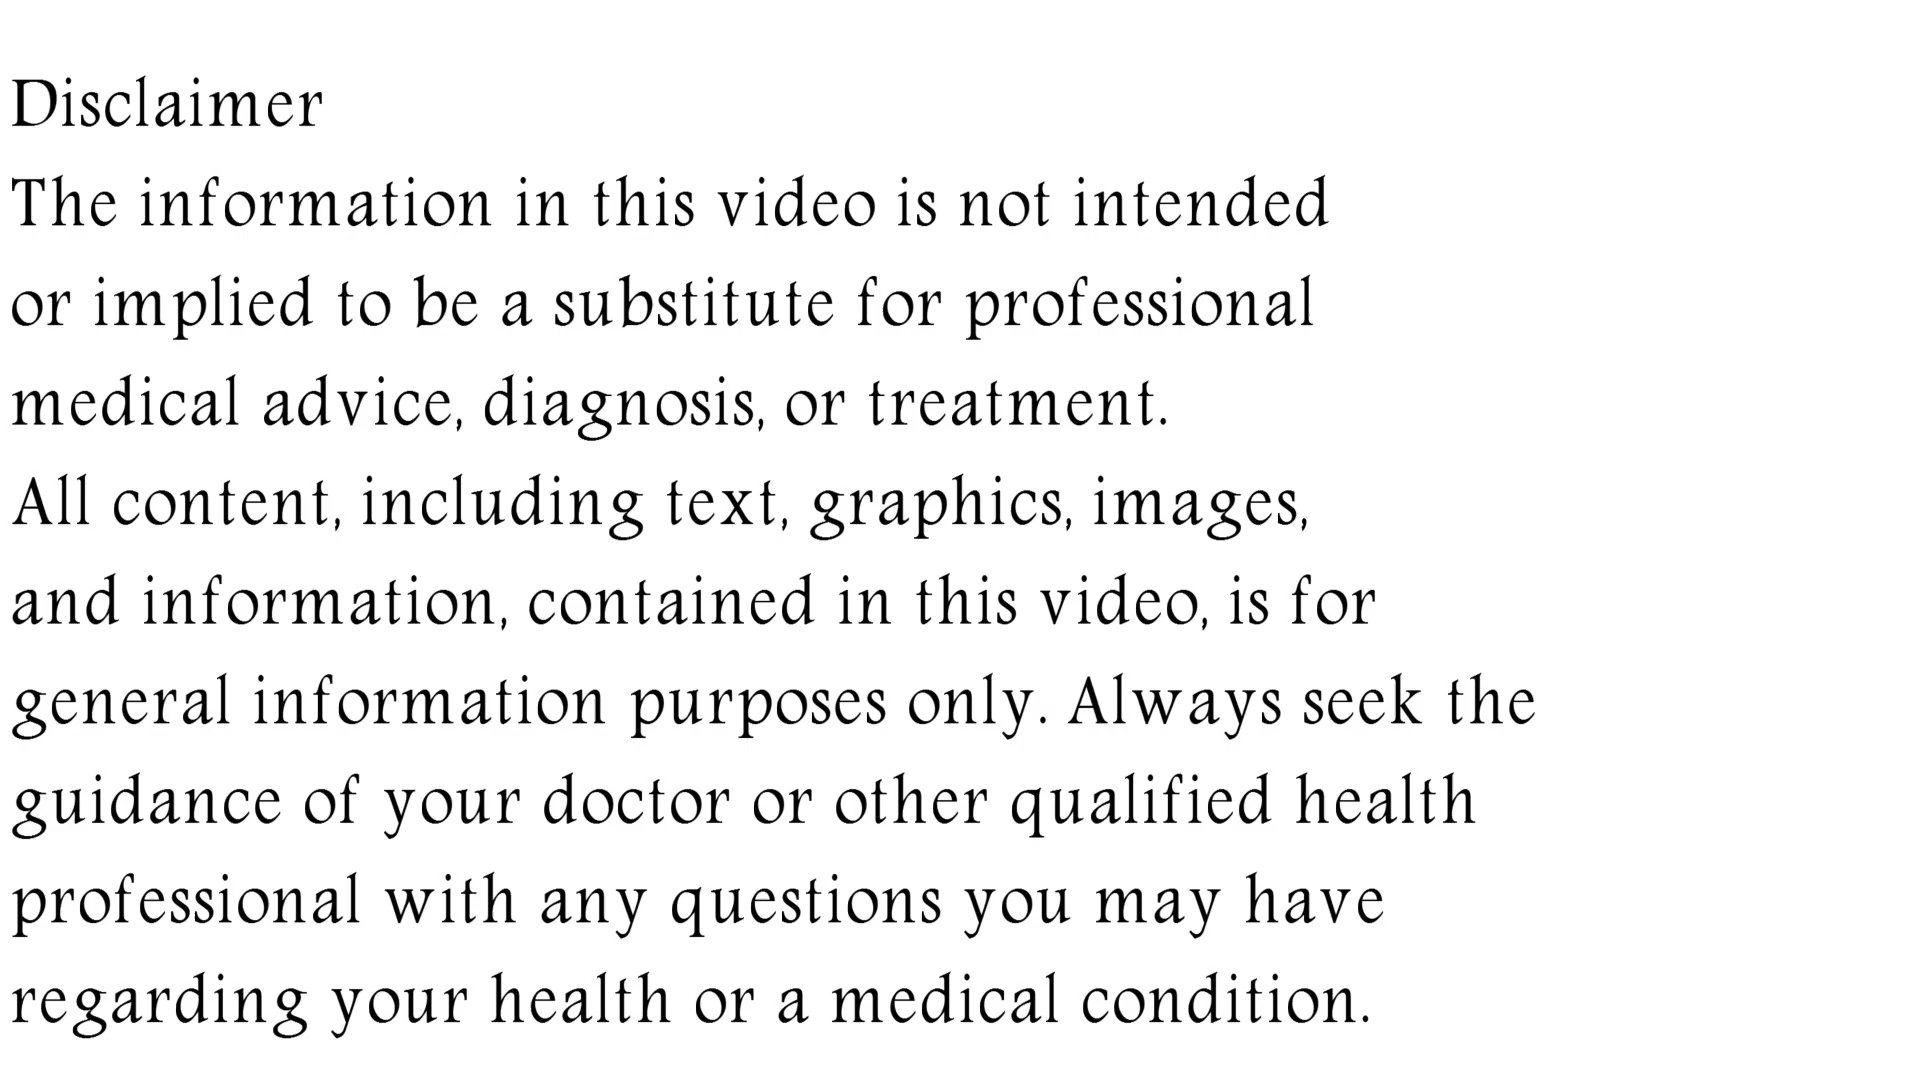 Disclaimer
The information in this video is not intended
or implied to be a substitute for professional
medical advice, diagnosis, or treatment.
All content, including text, graphics, images,
and information, contained in this video, is for
general information purposes only. Always seek the
guidance of your doctor or other qualified health
professional with any questions you may have
regarding your health or a medical condition.